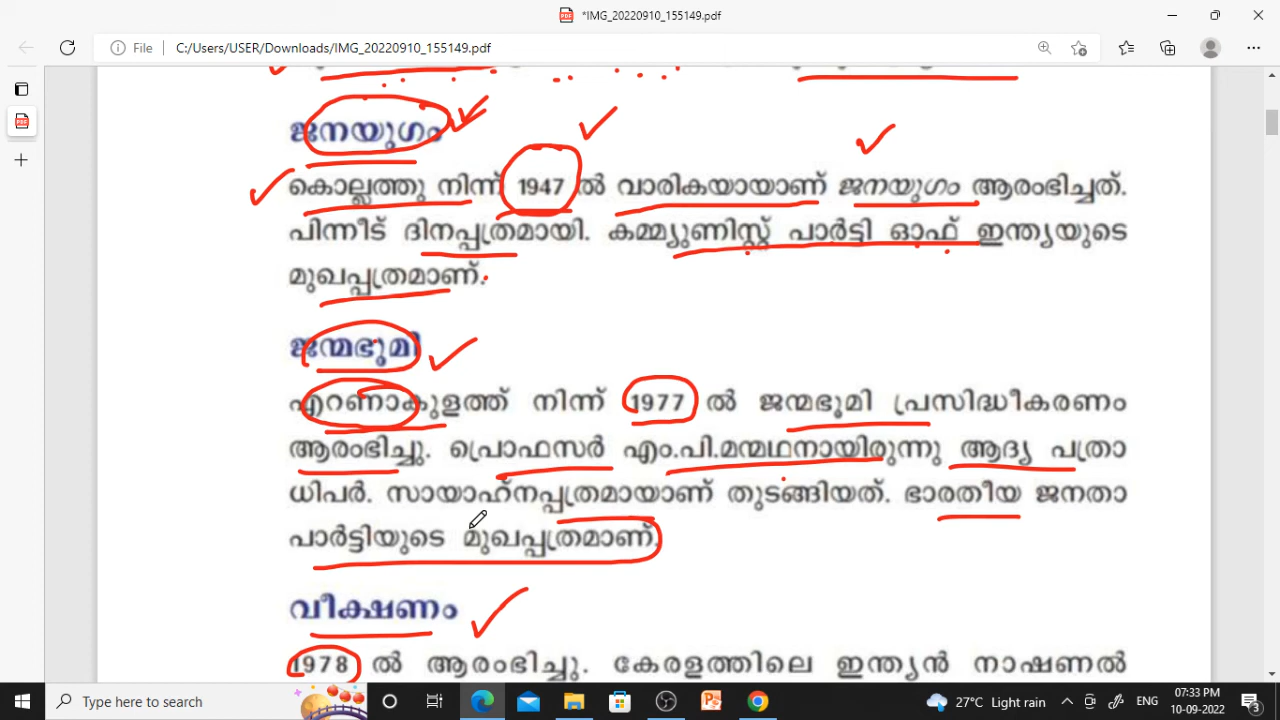 *IMG_20220910_155149.pdf
File C:/Users/USER/Downloads/IMG_20220910_155149.pdf
ജനയുഗം
കൊല്ലത്തു നിന്ന് 1947 ൽ വാരികയായാണ് ജനയുഗം ആരംഭിച്ചത്.
പിന്നീട് ദിനപ്പത്രമായി. കമ്മ്യുണിസ്റ്റ് പാർട്ടി ഓഫ് ഇന്ത്യയുടെ
മുഖപ്പത്രമാണ്.
ജന്മഭൂമി
എറണാകുളത്ത് നിന്ന് 1977 ൽ ജന്മഭൂമി പ്രസിദ്ധീകരണം
ആരംഭിച്ചു. പ്രൊഫസർ എം.പി.മന്മഥനായിരുന്നു ആദ്യ പത്രാ
ധിപർ. സായാഹ്നപ്പത്രമായാണ് തുടങ്ങിയത്. ഭാരതീയ ജനതാ
പാർട്ടിയുടെ മുഖപ്പത്രമാണ്.
വീക്ഷണം
1978 ൽ ആരംഭിച്ചു. കേരളത്തിലെ ഇന്ത്യൻ നാഷണൽ
Type here to search
27°C Light rain
ENG
07:33 PM
10-09-2022
3